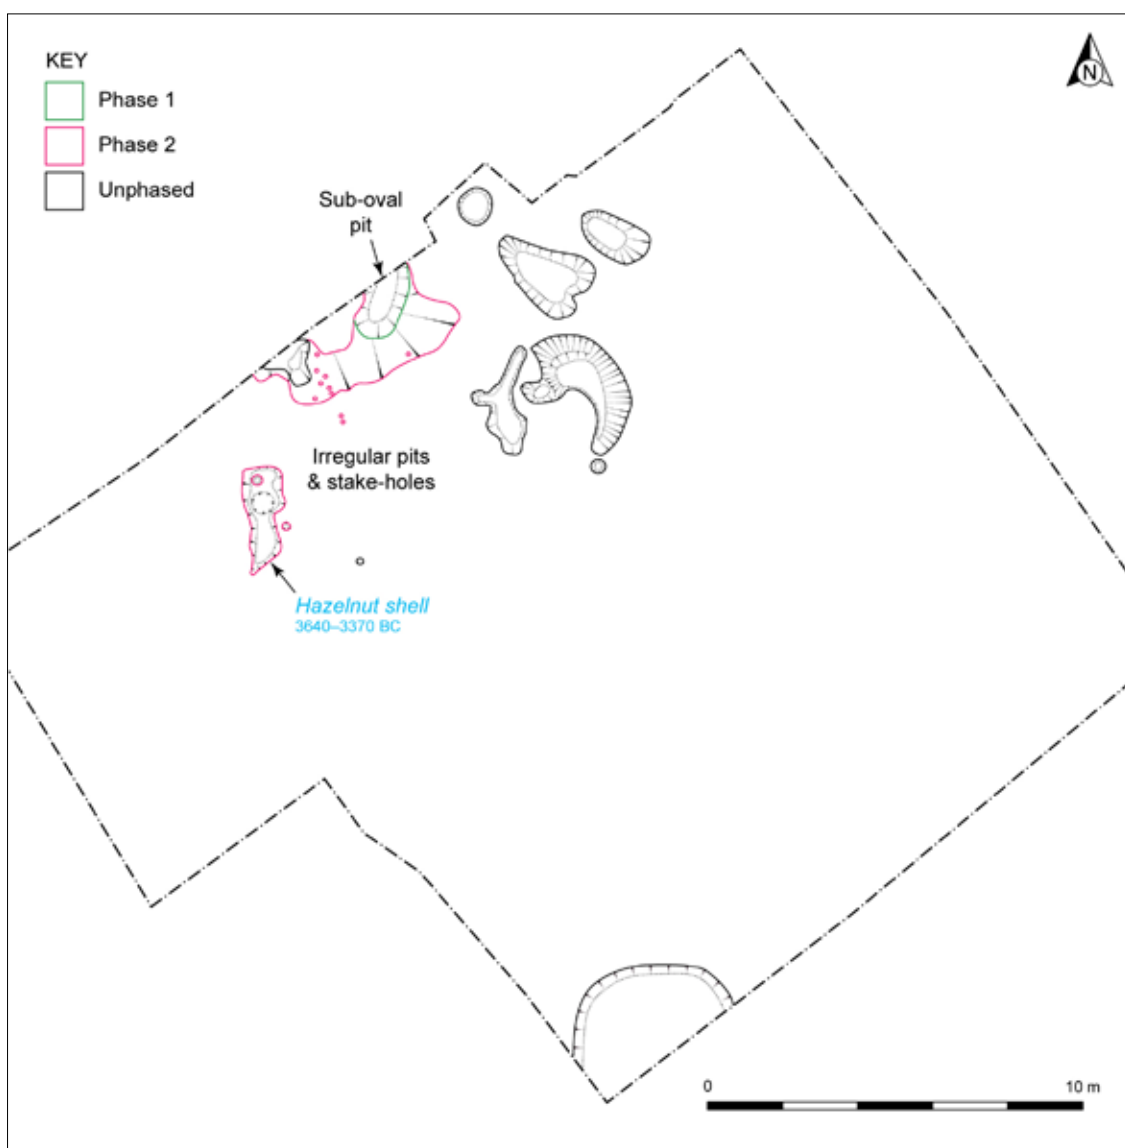 KEY
Phase 1
Phase 2
Unphased
N
Sub-oval
pit
Irregular pits
& stake-holes
Hazelnut shell
3640–3370 BC
0
10 m